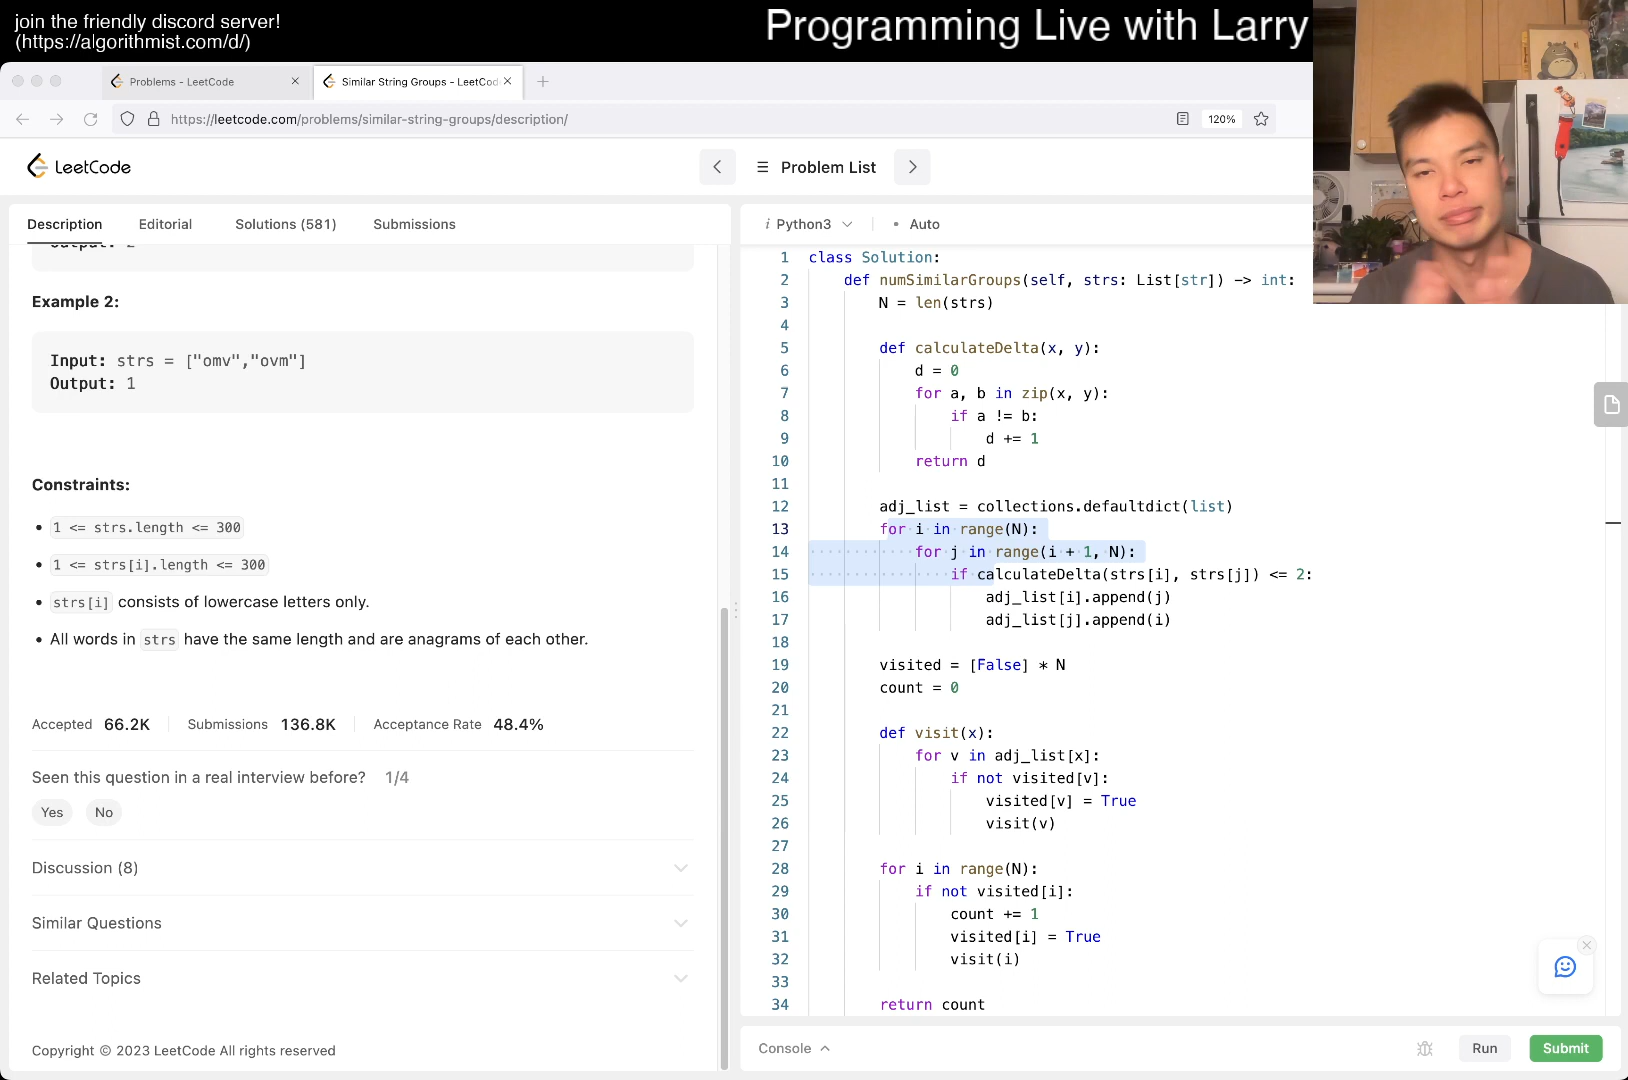 join the friendly discord server!
(https://algorithmist.com/d/)
Programming Live with Larry
Problems - LeetCode
Similar String Groups - LeetCod
https://leetcode.com/problems/similar-string-groups/description/
120%
LeetCode
Problem List
Description
Editorial
Solutions (581)
Submissions
Output: 2
Example 2:
Input: strs = ["omv","ovm"]
Output: 1
Constraints:
• 1 <= strs.length <= 300
• 1 <= strs[i].length <= 300
• strs[i] consists of lowercase letters only.
• All words in strs have the same length and are anagrams of each other.
Accepted 66.2K
Submissions 136.8K
Acceptance Rate 48.4%
Seen this question in a real interview before? 1/4
Yes
No
Discussion (8)
Similar Questions
Related Topics
Copyright © 2023 LeetCode All rights reserved
i Python3
• Auto
1 class Solution:
2 def numSimilarGroups(self, strs: List[str]) -> int:
3 N = len(strs)
4
5 def calculateDelta(x, y):
6 d = 0
7 for a, b in zip(x, y):
8 if a != b:
9 d += 1
10 return d
11
12 adj_list = collections.defaultdict(list)
13 for i in range(N):
14 for j in range(i + 1, N):
15 if calculateDelta(strs[i], strs[j]) <= 2:
16 adj_list[i].append(j)
17 adj_list[j].append(i)
18
19 visited = [False] * N
20 count = 0
21
22 def visit(x):
23 for v in adj_list[x]:
24 if not visited[v]:
25 visited[v] = True
26 visit(v)
27
28 for i in range(N):
29 if not visited[i]:
30 count += 1
31 visited[i] = True
32 visit(i)
33
34 return count
Console
Run
Submit